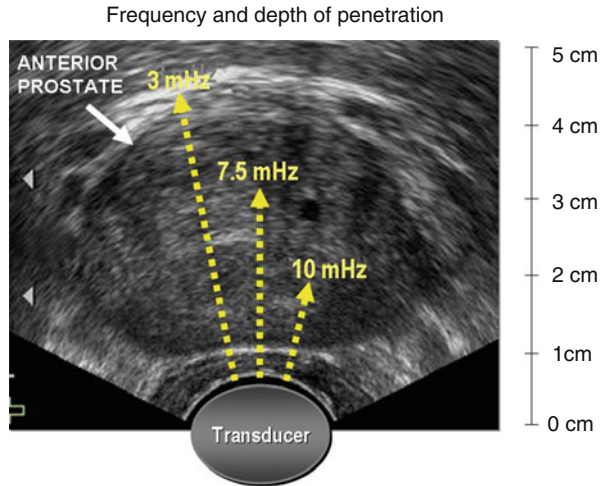 Frequency and depth of penetration
ANTERIOR
PROSTATE
3 mHz
7.5 mHz
10 mHz
Transducer
5 cm
4 cm
3 cm
2 cm
1cm
0 cm